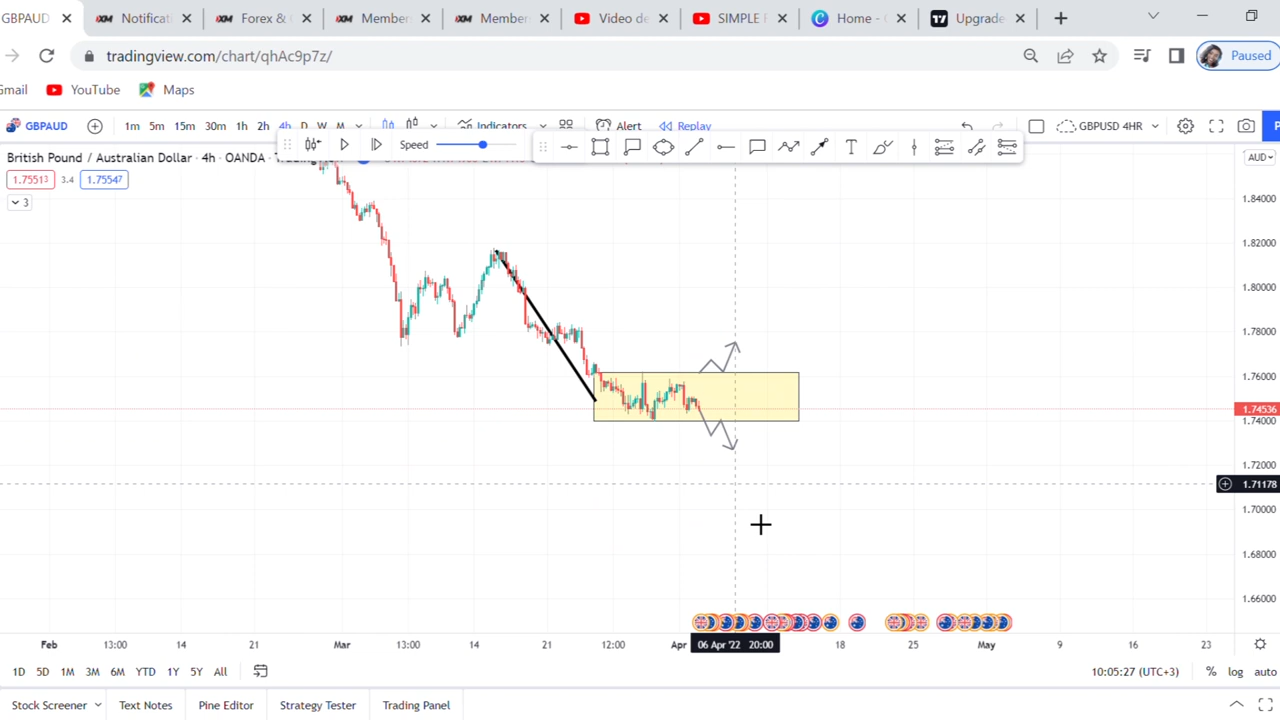 GBPAUD
Notificati
Forex &
Member
Member
Video de
SIMPLE
Home -
Upgrade
tradingview.com/chart/qhAc9p7z/
Paused
Gmail
YouTube
Maps
GBPAUD 1m 5m 15m 30m 1h 2h 4h D W M Indicators Alert Replay GBPUSD 4HR
Speed T
British Pound / Australian Dollar · 4h · OANDA
AUD
1.75513 3.4 1.75547
3
1.84000
1.82000
1.80000
1.78000
1.76000
1.74536
1.74000
1.72000
1.71178
1.70000
1.68000
1.66000
Feb 13:00 21 Mar 13:00 21 12:00 Apr 06 Apr '22 20:00 18 25 May 9 16 23
1D 5D 1M 3M 6M YTD 1Y 5Y All 10:05:27 (UTC+3) % log auto
Stock Screener Text Notes Pine Editor Strategy Tester Trading Panel